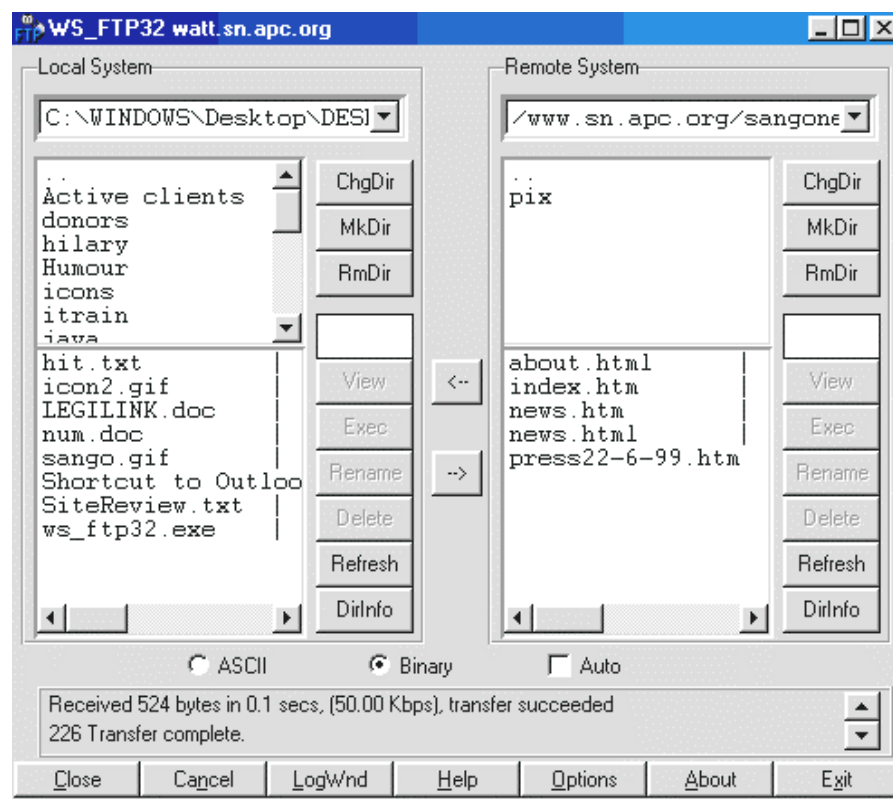 WS_FTP32 watt.sn.apc.org
Local System
C:\WINDOWS\Desktop\DESI
..
Active clients
donors
hilary
Humour
icons
itrain
java
ChgDir
MkDir
RmDir
hit.txt
icon2.gif
LEGILINK.doc
num.doc
sango.gif
Shortcut to Outloo
SiteReview.txt
ws_ftp32.exe
View
Exec
Rename
Delete
Refresh
DirInfo
<--
-->
Remote System
/www.sn.apc.org/sangone
..
pix
ChgDir
MkDir
RmDir
about.html
index.htm
news.htm
news.html
press22-6-99.htm
View
Exec
Rename
Delete
Refresh
DirInfo
ASCII Binary Auto
Received 524 bytes in 0.1 secs, (50.00 Kbps), transfer succeeded
226 Transfer complete.
Close Cancel LogWnd Help Options About Exit